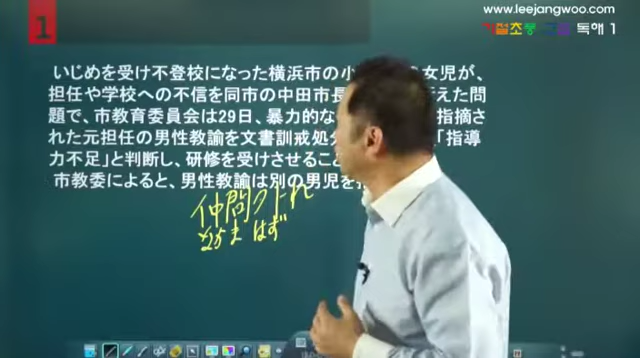 www.leejangwoo.com
독해 1
1
いじめを受け不登校になった横浜市の小 女児が、
担任や学校への不信を同市の中田市長 えた問
題で、市教育委員会は29日、暴力的な 指摘さ
れた元担任の男性教諭を文書訓戒処分 「指導
力不足」と判断し、研修を受けさせること
市教委によると、男性教諭は別の男児を
仲間外れ
なかま はず